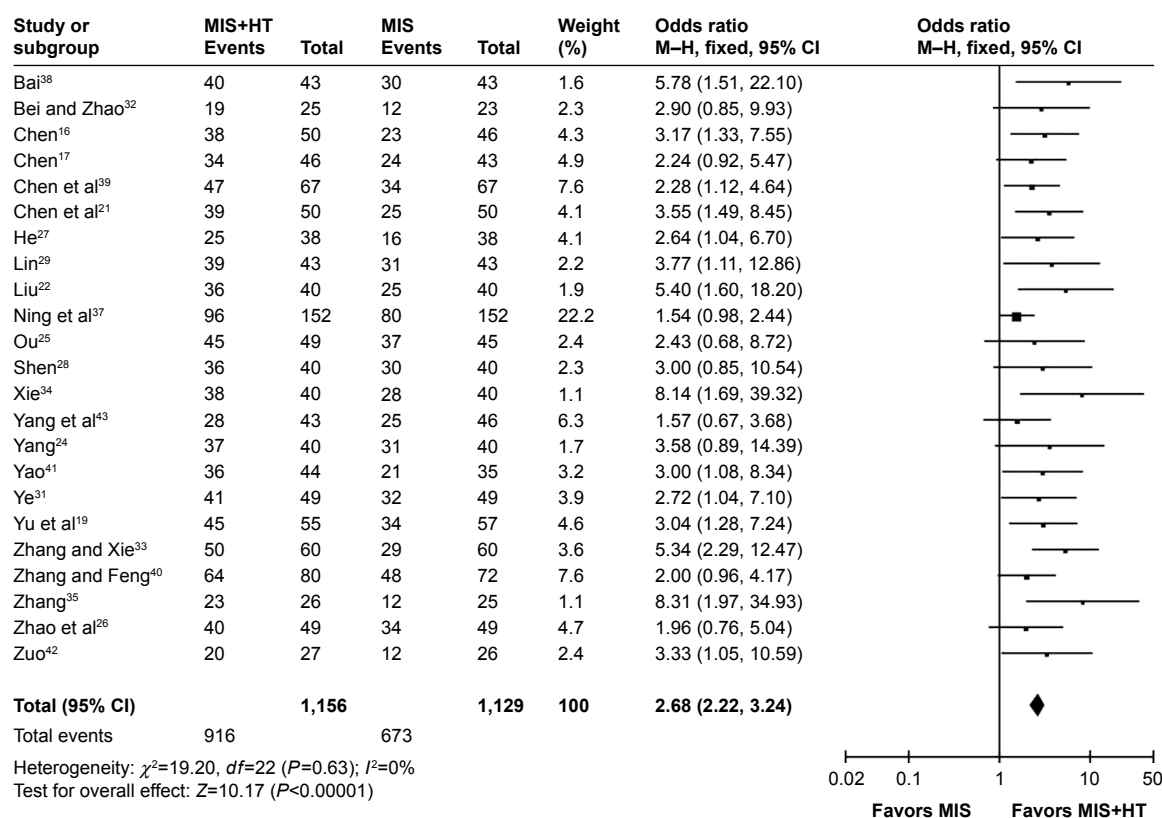 Study or subgroup MIS+HT Events Total MIS Events Total Weight (%) Odds ratio M–H, fixed, 95% CI Odds ratio M–H, fixed, 95% CI
Bai³⁸ 40 43 30 43 1.6 5.78 (1.51, 22.10)
Bei and Zhao³² 19 25 12 23 2.3 2.90 (0.85, 9.93)
Chen¹⁶ 38 50 23 46 4.3 3.17 (1.33, 7.55)
Chen¹⁷ 34 46 24 43 4.9 2.24 (0.92, 5.47)
Chen et al³⁹ 47 67 34 67 7.6 2.28 (1.12, 4.64)
Chen et al²¹ 39 50 25 50 4.1 3.55 (1.49, 8.45)
He²⁷ 25 38 16 38 4.1 2.64 (1.04, 6.70)
Lin²⁹ 39 43 31 43 2.2 3.77 (1.11, 12.86)
Liu²² 36 40 25 40 1.9 5.40 (1.60, 18.20)
Ning et al³⁷ 96 152 80 152 22.2 1.54 (0.98, 2.44)
Ou²⁵ 45 49 37 45 2.4 2.43 (0.68, 8.72)
Shen²⁸ 36 40 30 40 2.3 3.00 (0.85, 10.54)
Xie³⁴ 38 40 28 40 1.1 8.14 (1.69, 39.32)
Yang et al⁴³ 28 43 25 46 6.3 1.57 (0.67, 3.68)
Yang²⁴ 37 40 31 40 1.7 3.58 (0.89, 14.39)
Yao⁴¹ 36 44 21 35 3.2 3.00 (1.08, 8.34)
Ye³¹ 41 49 32 49 3.9 2.72 (1.04, 7.10)
Yu et al¹⁹ 45 55 34 57 4.6 3.04 (1.28, 7.24)
Zhang and Xie³³ 50 60 29 60 3.6 5.34 (2.29, 12.47)
Zhang and Feng⁴⁰ 64 80 48 72 7.6 2.00 (0.96, 4.17)
Zhang³⁵ 23 26 12 25 1.1 8.31 (1.97, 34.93)
Zhao et al²⁶ 40 49 34 49 4.7 1.96 (0.76, 5.04)
Zuo⁴² 20 27 12 26 2.4 3.33 (1.05, 10.59)
Total (95% CI) 1,156 1,129 100 2.68 (2.22, 3.24)
Total events 916 673
Heterogeneity: χ²=19.20, df=22 (P=0.63); I²=0%
Test for overall effect: Z=10.17 (P<0.00001)
0.02 0.1 1 10 50
Favors MIS Favors MIS+HT